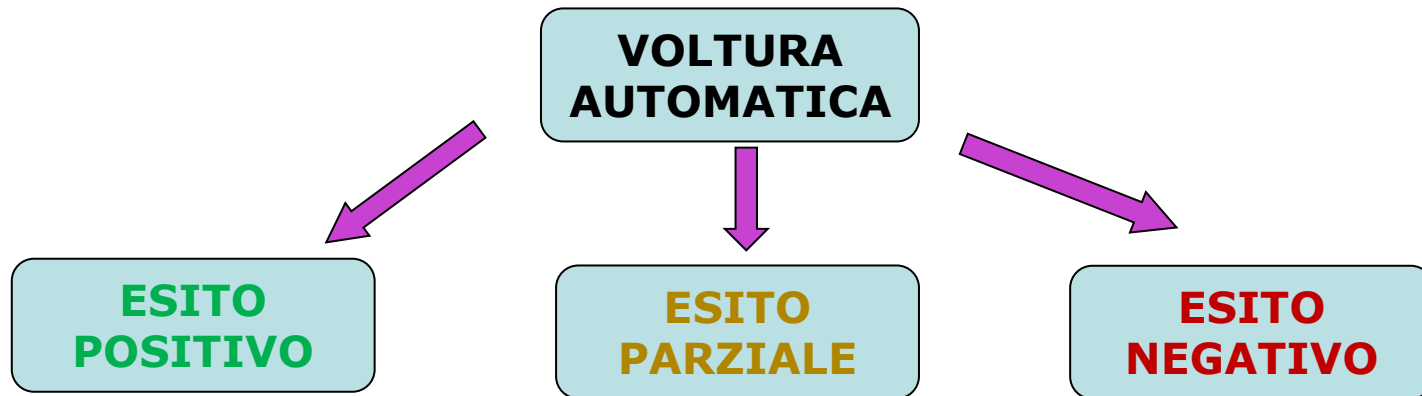 VOLTURA
AUTOMATICA
ESITO
POSITIVO
ESITO
PARZIALE
ESITO
NEGATIVO